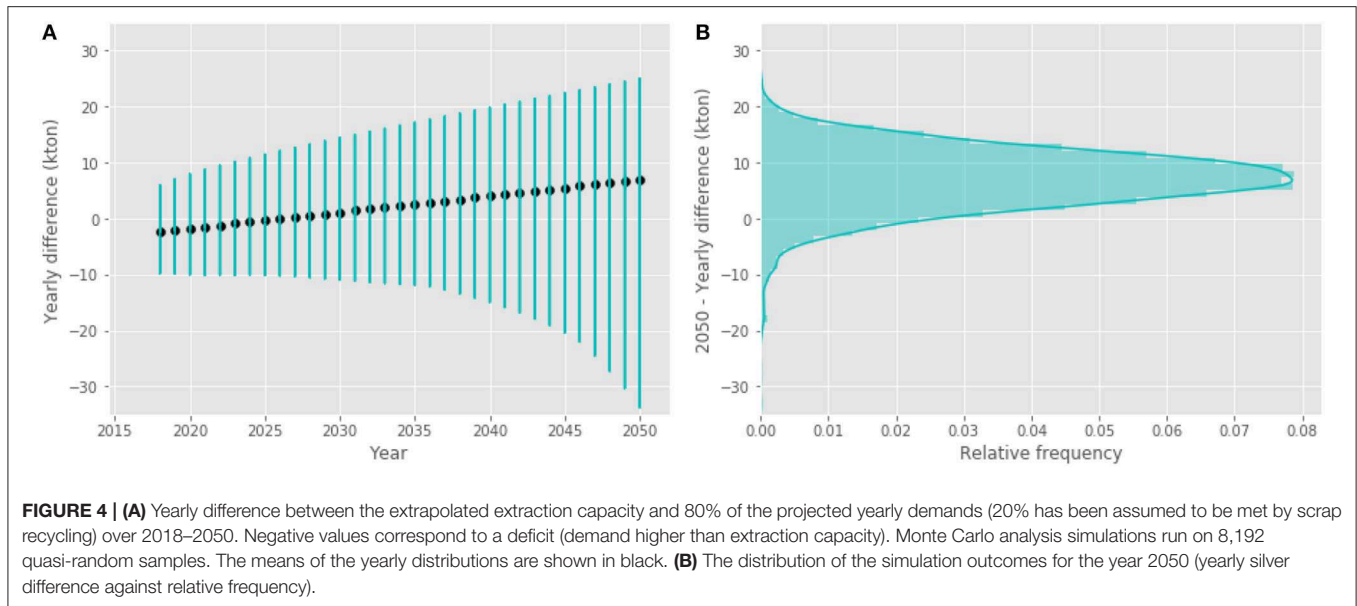 A
30
20
10
0
−10
−20
−30
Yearly difference (kton)
2015 2020 2025 2030 2035 2040 2045 2050
Year
B
30
20
10
0
−10
−20
−30
2050 - Yearly difference (kton)
0.00 0.01 0.02 0.03 0.04 0.05 0.06 0.07 0.08
Relative frequency
FIGURE 4 | (A) Yearly difference between the extrapolated extraction capacity and 80% of the projected yearly demands (20% has been assumed to be met by scrap
recycling) over 2018–2050. Negative values correspond to a deficit (demand higher than extraction capacity). Monte Carlo analysis simulations run on 8,192
quasi-random samples. The means of the yearly distributions are shown in black. (B) The distribution of the simulation outcomes for the year 2050 (yearly silver
difference against relative frequency).